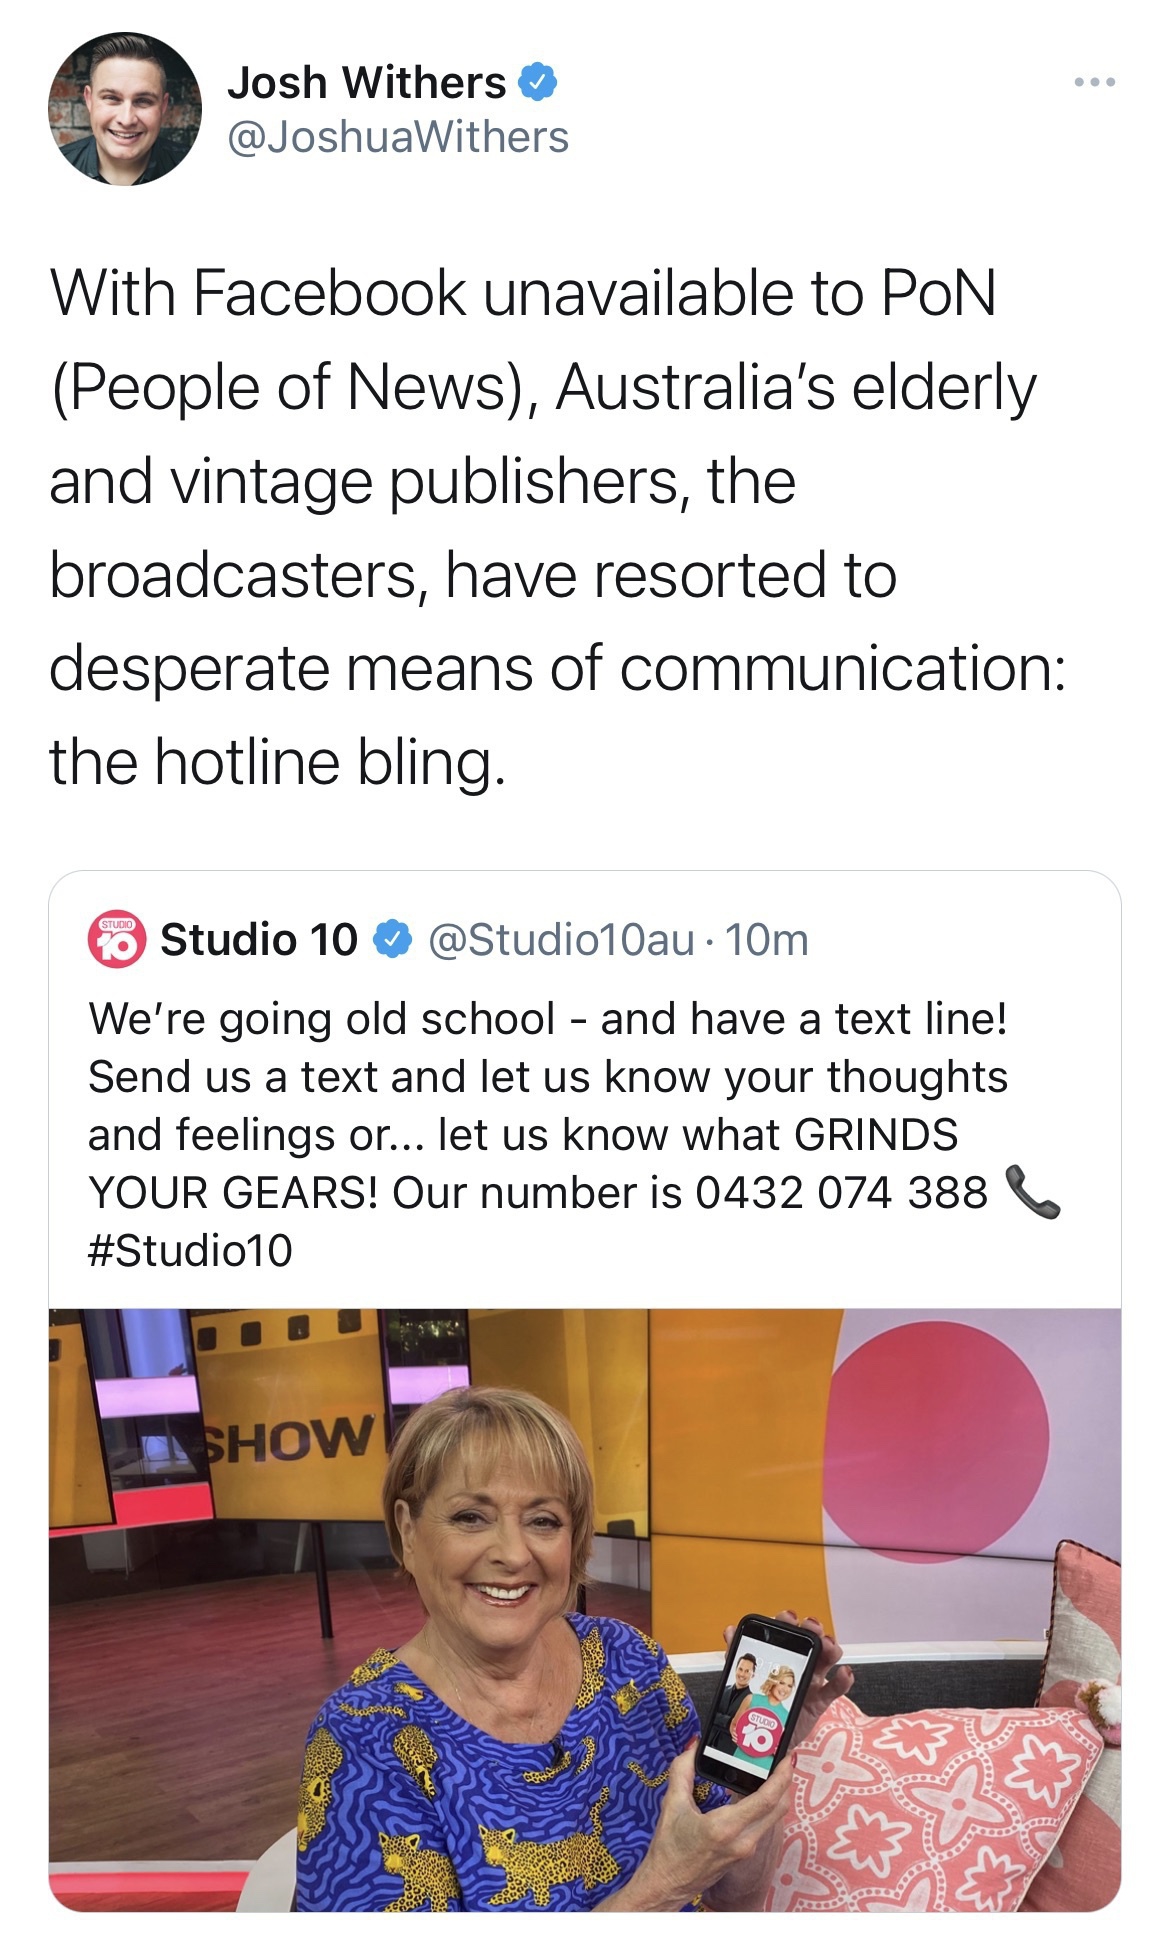 Josh Withers
@JoshuaWithers
With Facebook unavailable to PoN
(People of News), Australia’s elderly
and vintage publishers, the
broadcasters, have resorted to
desperate means of communication:
the hotline bling.
STUDIO
10
Studio 10 @Studio10au · 10m
We’re going old school - and have a text line!
Send us a text and let us know your thoughts
and feelings or... let us know what GRINDS
YOUR GEARS! Our number is 0432 074 388
#Studio10
SHOW
STUDIO
10